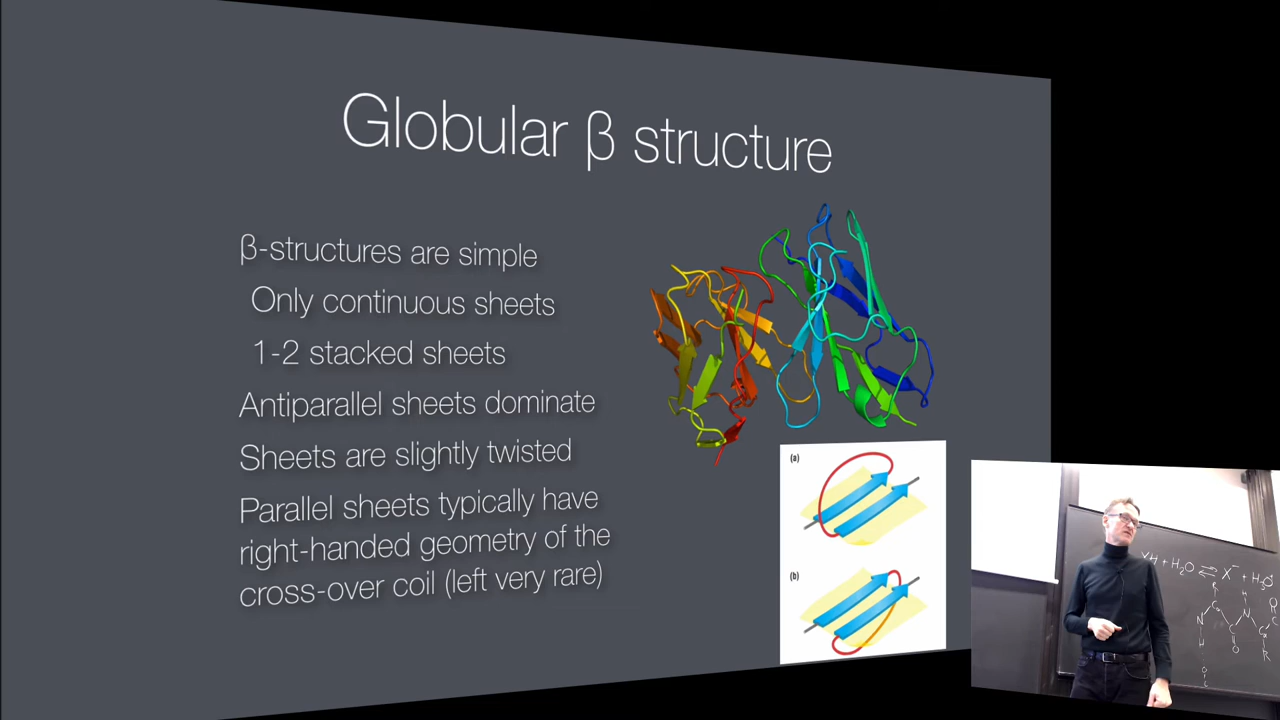 Globular β structure
β-structures are simple
Only continuous sheets
1-2 stacked sheets
Antiparallel sheets dominate
Sheets are slightly twisted
Parallel sheets typically have
right-handed geometry of the
cross-over coil (left very rare)
(a)
(b)
H + H₂O ⇌ X⁻ + H₃O
R
H
O
N
C
N
C
C
H
O
R
O